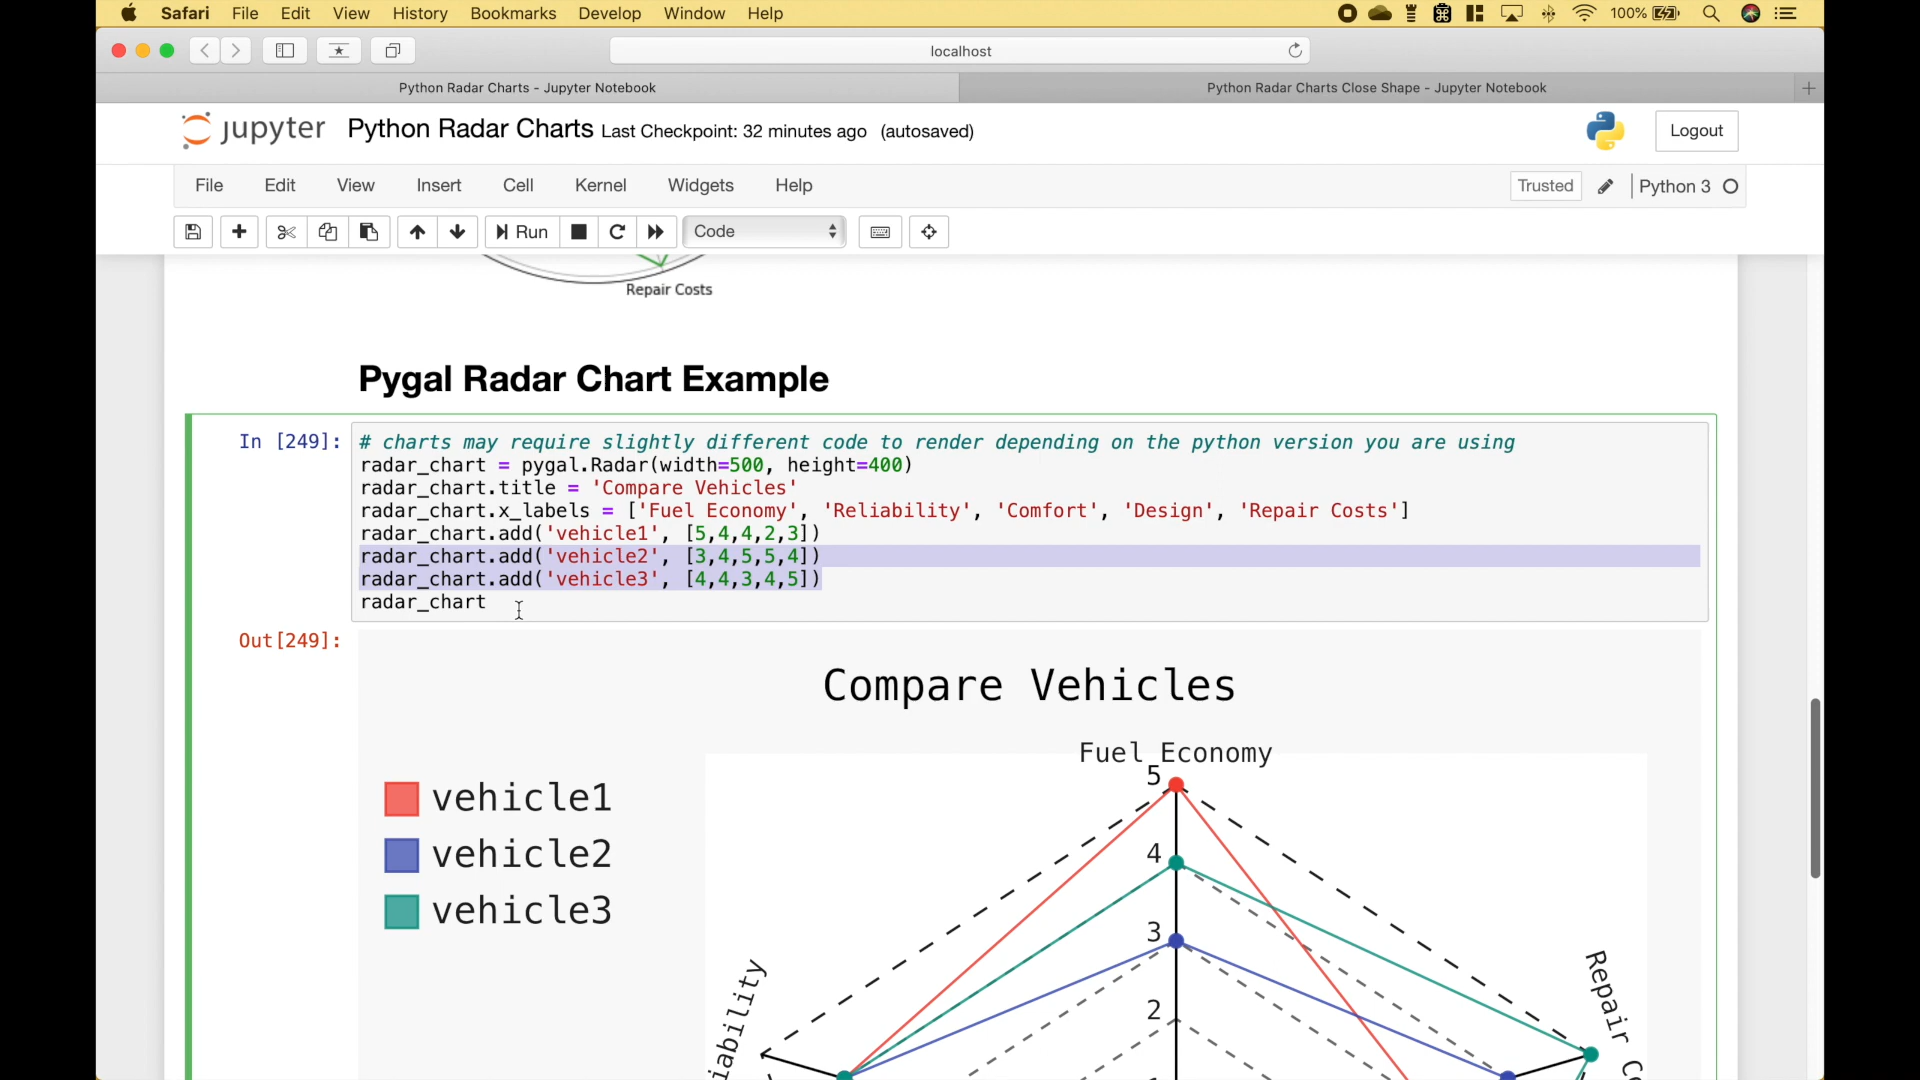 Safari File Edit View History Bookmarks Develop Window Help 100%
localhost
Python Radar Charts - Jupyter Notebook
Python Radar Charts Close Shape - Jupyter Notebook
jupyter Python Radar Charts Last Checkpoint: 32 minutes ago (autosaved)
Logout
File Edit View Insert Cell Kernel Widgets Help
Trusted Python 3
Run Code
Repair Costs
Pygal Radar Chart Example
In [249]: # charts may require slightly different code to render depending on the python version you are using
radar_chart = pygal.Radar(width=500, height=400)
radar_chart.title = 'Compare Vehicles'
radar_chart.x_labels = ['Fuel Economy', 'Reliability', 'Comfort', 'Design', 'Repair Costs']
radar_chart.add('vehicle1', [5,4,4,2,3])
radar_chart.add('vehicle2', [3,4,5,5,4])
radar_chart.add('vehicle3', [4,4,3,4,5])
radar_chart
Out[249]:
Compare Vehicles
Fuel Economy
5
vehicle1
4
vehicle2
vehicle3
3
2
iability
Repair Co